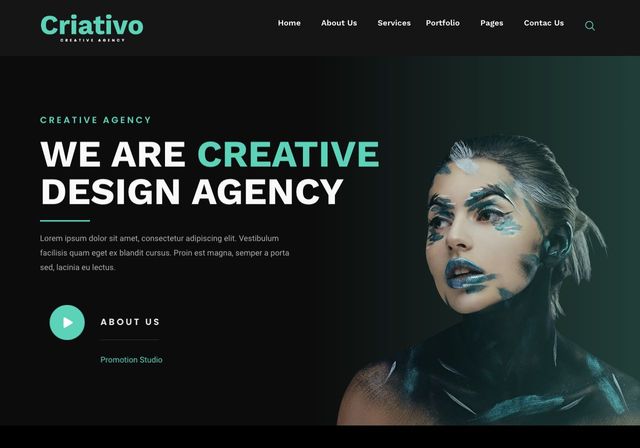 Criativo
CREATIVE AGENCY
Home About Us Services Portfolio Pages Contac Us
CREATIVE AGENCY
WE ARE CREATIVE
DESIGN AGENCY
Lorem ipsum dolor sit amet, consectetur adipiscing elit. Vestibulum
facilisis quam eget ex blandit cursus. Proin est magna, semper a porta
sed, lacinia eu lectus.
ABOUT US
Promotion Studio